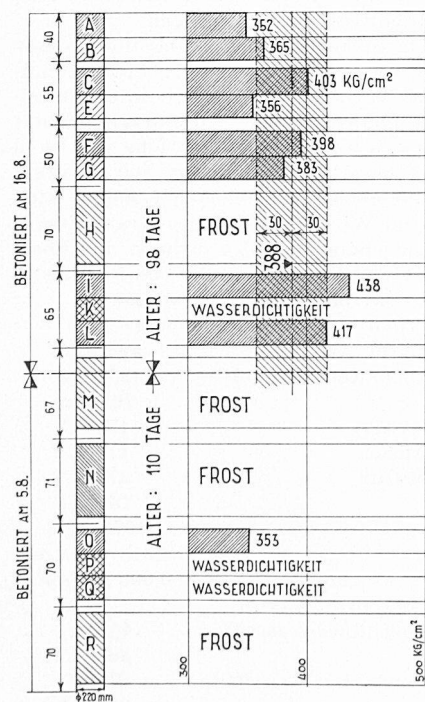 A 352
40
B 365
C 403 KG/cm²
55
E 356
F 398
50
G 383
BETONIERT AM 16.8.
70
H FROST
30 30
388
ALTER: 98 TAGE
I 438
65
K WASSERDICHTIGKEIT
L 417
M FROST
67
ALTER: 110 TAGE
N FROST
71
BETONIERT AM 5.8.
O 353
70
P WASSERDICHTIGKEIT
Q WASSERDICHTIGKEIT
R FROST
70
300 400 500 KG/cm²
ϕ220mm